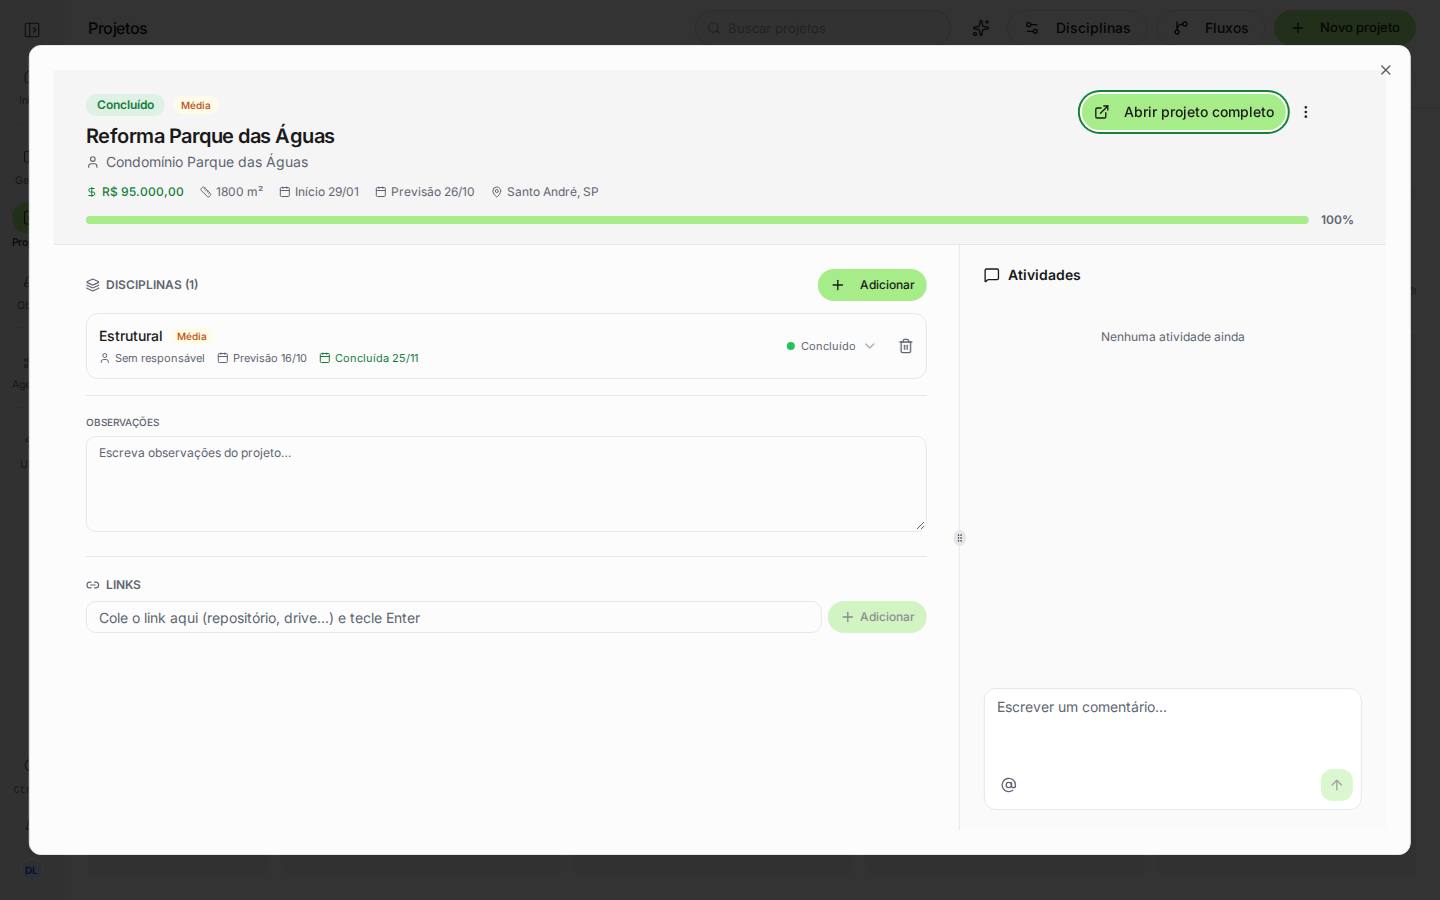 Projetos
Buscar projetos
Disciplinas
Fluxos
Novo projeto
Concluído
Média
Abrir projeto completo
Reforma Parque das Águas
Condomínio Parque das Águas
R$ 95.000,00
1800 m²
Início 29/01
Previsão 26/10
Santo André, SP
100%
DISCIPLINAS (1)
Adicionar
Estrutural
Média
Sem responsável
Previsão 16/10
Concluída 25/11
Concluído
OBSERVAÇÕES
Escreva observações do projeto...
LINKS
Cole o link aqui (repositório, drive...) e tecle Enter
Adicionar
Atividades
Nenhuma atividade ainda
Escrever um comentário...
DL